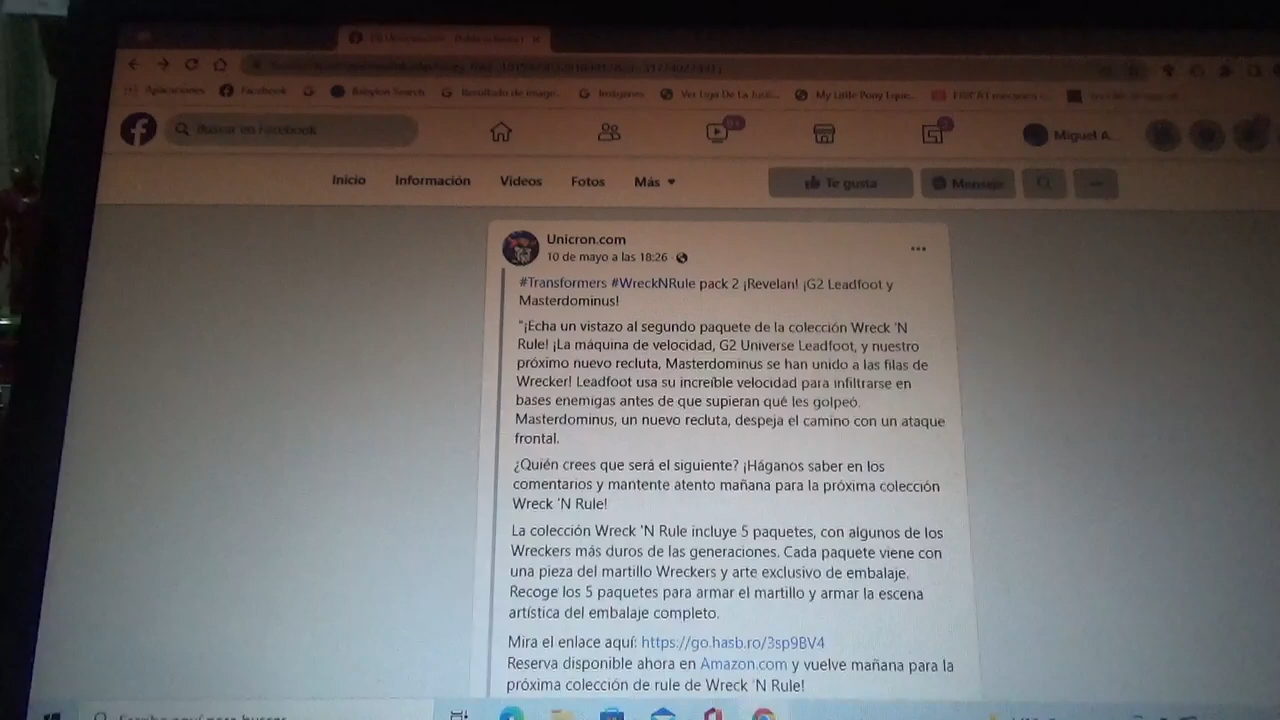 Aplicaciones Facebook Babylon Search Resultado de image... Imágenes Ver Liga De La Justi... My Little Pony Eque...
Buscar en Facebook
9+
Miguel A...
Inicio Información Videos Fotos Más
Te gusta Mensaje
Unicron.com
10 de mayo a las 18:26 ·
#Transformers #WreckNRule pack 2 ¡Revelan! ¡G2 Leadfoot y
Masterdominus!
"¡Echa un vistazo al segundo paquete de la colección Wreck 'N
Rule! ¡La máquina de velocidad, G2 Universe Leadfoot, y nuestro
próximo nuevo recluta, Masterdominus se han unido a las filas de
Wrecker! Leadfoot usa su increíble velocidad para infiltrarse en
bases enemigas antes de que supieran qué les golpeó.
Masterdominus, un nuevo recluta, despeja el camino con un ataque
frontal.
¿Quién crees que será el siguiente? ¡Háganos saber en los
comentarios y mantente atento mañana para la próxima colección
Wreck 'N Rule!
La colección Wreck 'N Rule incluye 5 paquetes, con algunos de los
Wreckers más duros de las generaciones. Cada paquete viene con
una pieza del martillo Wreckers y arte exclusivo de embalaje.
Recoge los 5 paquetes para armar el martillo y armar la escena
artística del embalaje completo.
Mira el enlace aquí: https://go.hasb.ro/3sp9BV4
Reserva disponible ahora en Amazon.com y vuelve mañana para la
próxima colección de rule de Wreck 'N Rule!
Escribe aquí para buscar